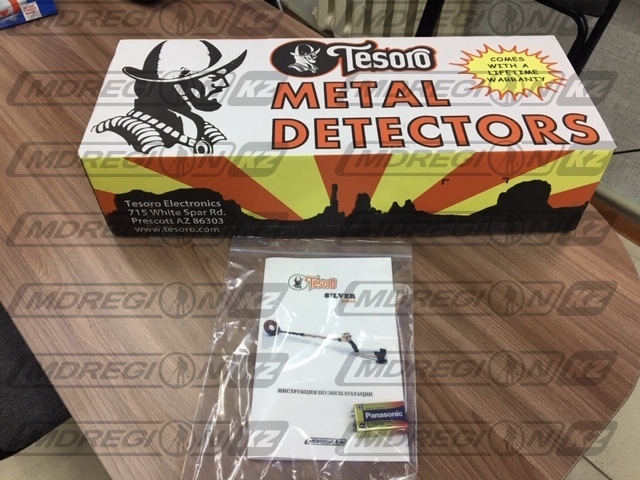 Tesoro
METAL
DETECTORS
COMES
WITH A
LIFETIME
WARRANTY
Tesoro Electronics
715 White Spar Rd.
Prescott AZ 86303
www.tesoro.com
Tesoro
SILVER
ИНСТРУКЦИЯ ПО ЭКСПЛУАТАЦИИ
Panasonic
MDREGION.KZ